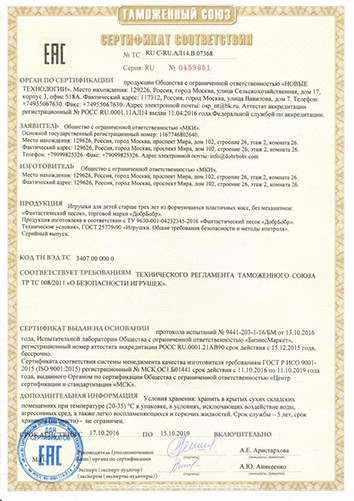 ТАМОЖЕННЫЙ СОЮЗ
СЕРТИФИКАТ СООТВЕТСТВИЯ
№ ТС RU C-RU.АЛ14.В.07368
Серия RU № 0459651
ОРГАН ПО СЕРТИФИКАЦИИ продукции Общества с ограниченной ответственностью «НОВЫЕ
ТЕХНОЛОГИИ». Место нахождения: 129226, Россия, город Москва, улица Сельскохозяйственная, дом 17,
корпус 3, офис 518А. Фактический адрес: 117312, Россия, город Москва, улица Вавилова, дом 7. Телефон:
+74955067630. Факс: +74955067630. Адрес электронной почты: osp_nt@bk.ru. Аттестат аккредитации
регистрационный № РОСС RU.0001.11АЛ14 выдан 11.04.2016 Федеральной службой по аккредитации.
ЗАЯВИТЕЛЬ Общество с ограниченной ответственностью «МКИ».
Основной государственный регистрационный номер: 1167746802640.
Место нахождения: 129226, Россия, город Москва, проспект Мира, дом 102, строение 26, этаж 2, комната 26.
Фактический адрес: 129226, Россия, город Москва, проспект Мира, дом 102, строение 26, этаж 2, комната 26
Телефон: +79099825326. Факс: +79099825326. Адрес электронной почты: info@dobrbobr.com
ИЗГОТОВИТЕЛЬ Общество с ограниченной ответственностью «МКИ».
Место нахождения: 129226, Россия, город Москва, проспект Мира, дом 102, строение 26, этаж 2, комната 26.
Фактический адрес: 129226, Россия, город Москва, проспект Мира, дом 102, строение 26, этаж 2, комната 26
ПРОДУКЦИЯ Игрушки для детей старше трех лет из формующихся пластичных масс, без механизмов:
«Фантастический песок», торговой марки «ДобрБобр».
Продукция изготовлена в соответствии с ТУ 9630-001-04232345-2016 «Фантастический песок «ДобрБобр».
Технические условия», ГОСТ 25779-90 «Игрушки. Общие требования безопасности и методы контроля».
Серийный выпуск.
КОД ТН ВЭД ТС 3407 00 000 0
СООТВЕТСТВУЕТ ТРЕБОВАНИЯМ ТЕХНИЧЕСКОГО РЕГЛАМЕНТА ТАМОЖЕННОГО СОЮЗА
ТР ТС 008/2011 «О БЕЗОПАСНОСТИ ИГРУШЕК».
СЕРТИФИКАТ ВЫДАН НА ОСНОВАНИИ протокола испытаний № 9441-203-1-16/БМ от 13.10.2016
год, Испытательной лаборатории Общества с ограниченной ответственностью «БизнесМаркет»,
регистрационный номер аттестата аккредитации РОСС RU.0001.21АВ90 срок действия с 15.12.2015 года,
бессрочно.
Сертификата соответствия системы менеджмента качества изготовителя требованиям ГОСТ Р ИСО 9001-
2015 (ISO 9001:2015) регистрационный № срок действия с 11.10.2016 по 11.10.2019 года
года, выданного Органом по сертификации Общества с ограниченной ответственностью «Центр
сертификации и стандартизации «МСК».
ДОПОЛНИТЕЛЬНАЯ ИНФОРМАЦИЯ Условия хранения: хранить в крытых сухих складских
помещениях при температуре (20-35) °С в упаковке, в условиях, исключающих воздействие воды,
агрессивных сред, а также легко воспламеняющихся и горючих жидкостей. Срок службы – 5 лет, срок
не ограничен.
СРОК ДЕЙСТВИЯ С 17.10.2016 ПО 15.10.2019 ВКЛЮЧИТЕЛЬНО
ДЛЯ СЕРТИФИКАТОВ
Руководитель (уполномоченное
лицо) органа по сертификации А.Е. Аристархова
Эксперт (эксперт-аудитор)
(эксперты (эксперты-аудиторы)) А.Ю. Аникеенко